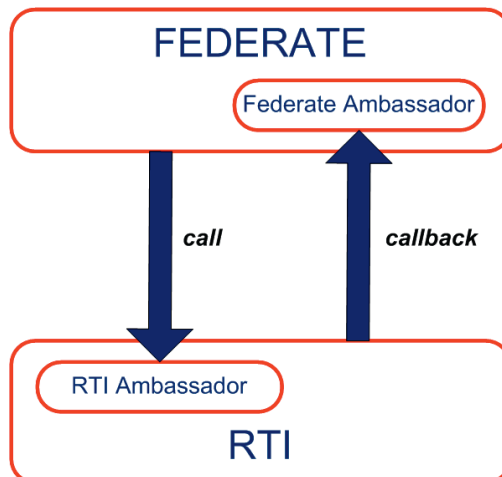 FEDERATE
Federate Ambassador
call
callback
RTI Ambassador
RTI